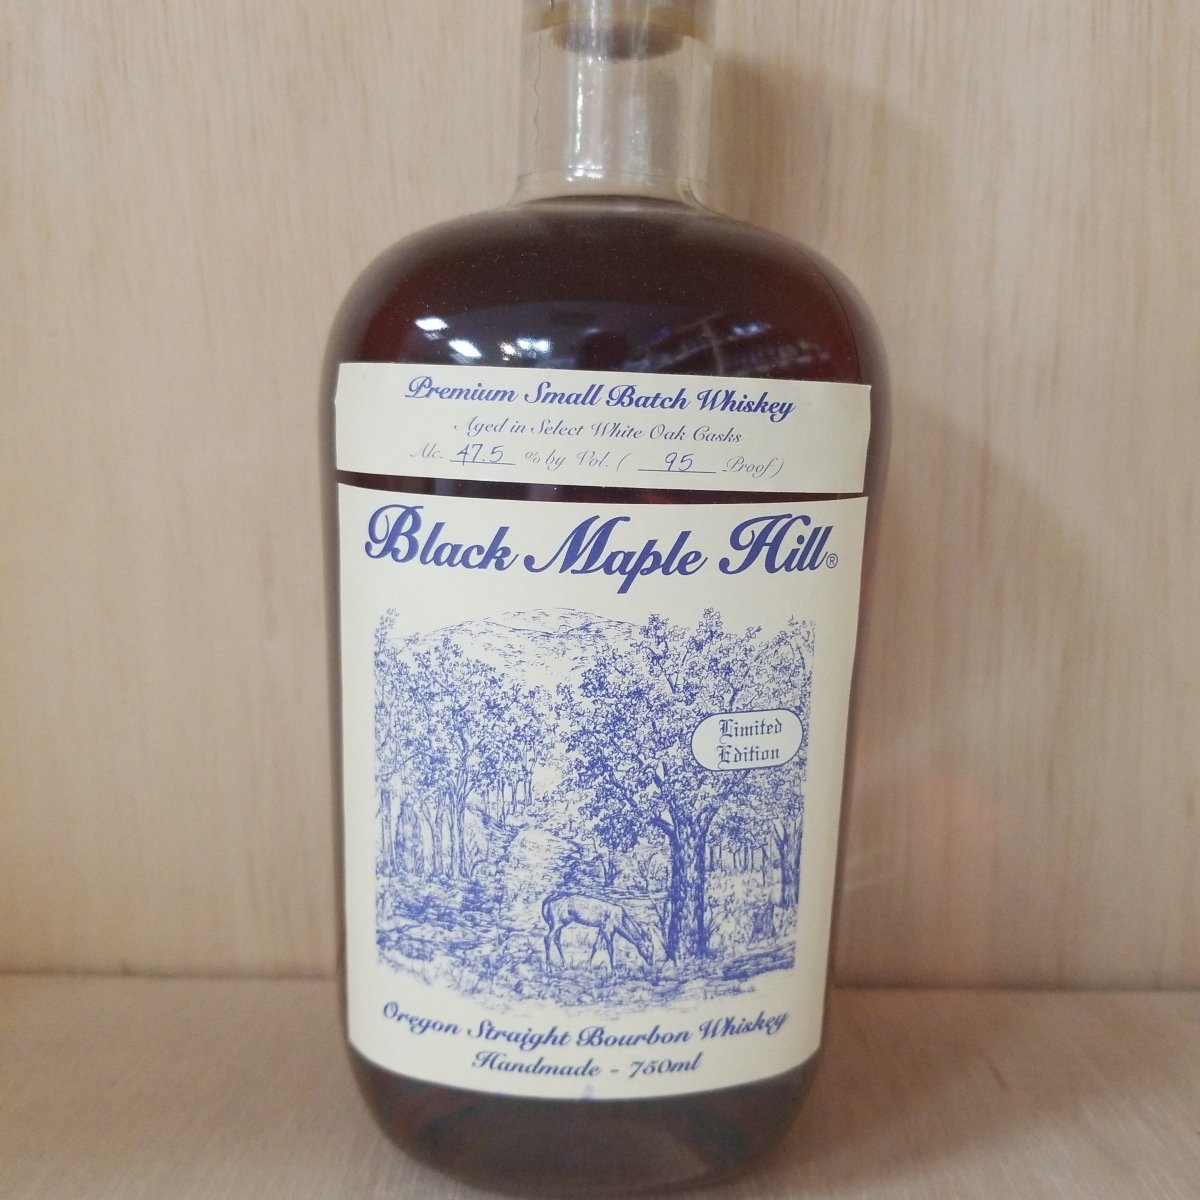 Premium Small Batch Whiskey
Aged in Select White Oak Casks
Alc. 47.5 % by Vol. ( 95 Proof )
Black Maple Hill®
Limited
Edition
Oregon Straight Bourbon Whiskey
Handmade - 750ml